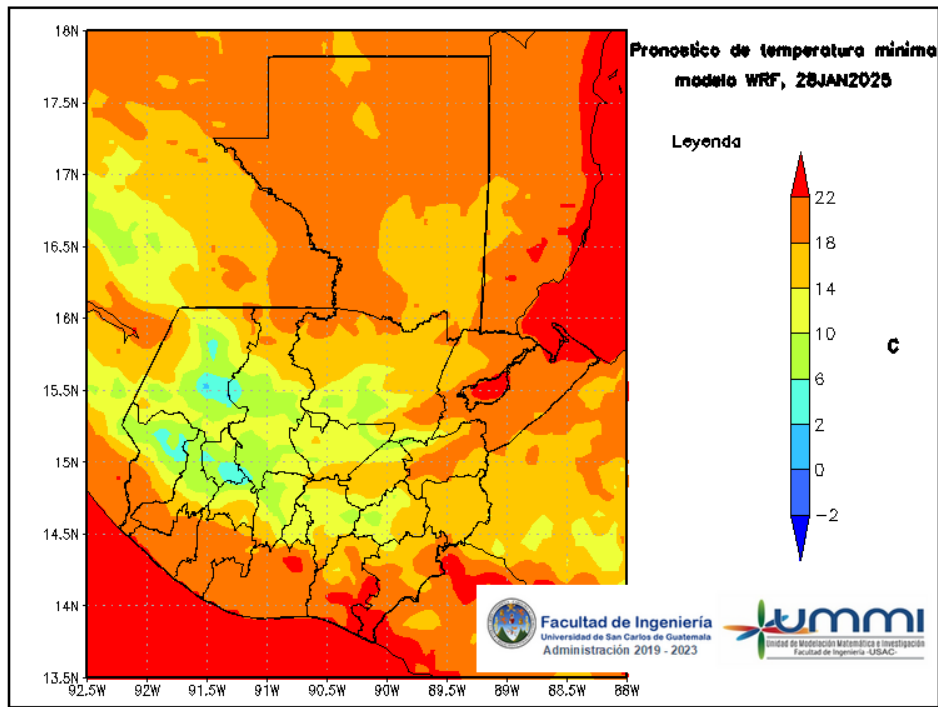 Pronostico de temperatura minima
modelo WRF, 28JAN2025
Leyenda
22
18
14
10
6
2
0
-2
C
18N
17.5N
17N
16.5N
16N
15.5N
15N
14.5N
14N
13.5N
92.5W 92W 91.5W 91W 90.5W 90W 89.5W 89W 88.5W 88W
Facultad de Ingeniería
Universidad de San Carlos de Guatemala
Administración 2019 - 2023
ummi
Unidad de Modelación Matemática e Investigación
Facultad de Ingeniería -USAC-